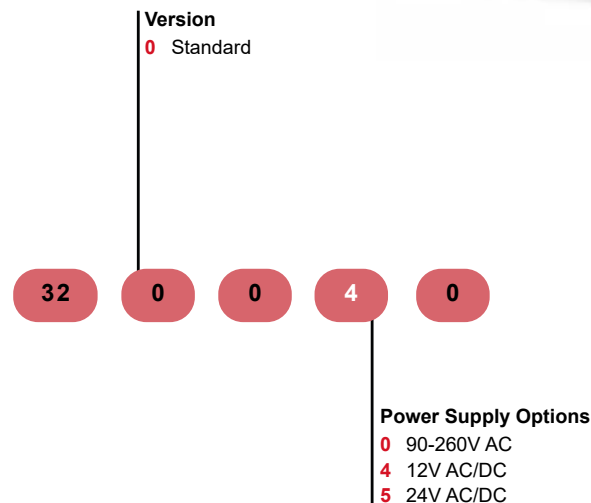 Version
0 Standard
32 0 0 4 0
Power Supply Options
0 90-260V AC
4 12V AC/DC
5 24V AC/DC